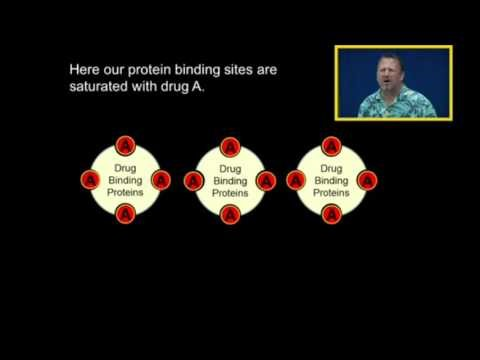 Here our protein binding sites are
saturated with drug A.
A
A
A
Drug
Binding
Proteins
Drug
Binding
Proteins
Drug
Binding
Proteins
A
A
A
A
A
A
A
A
A